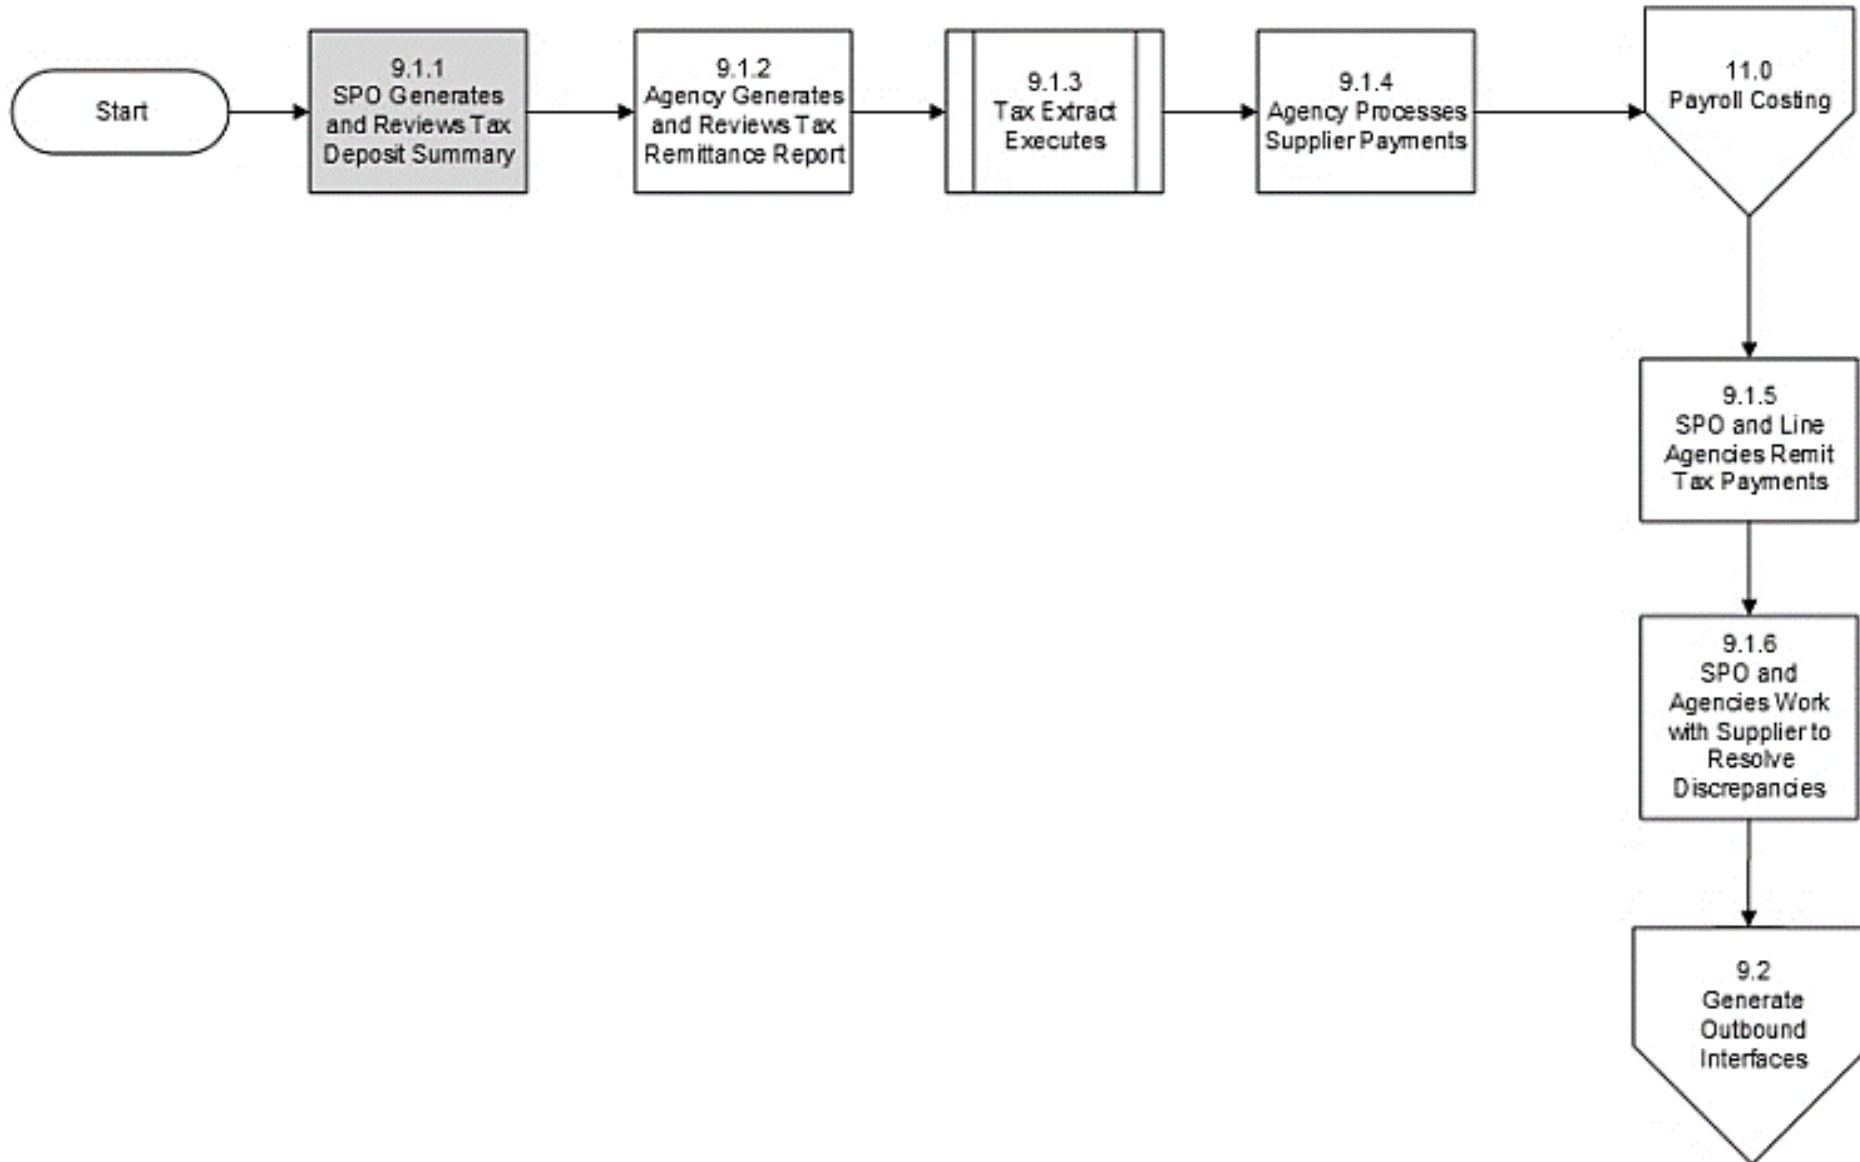 Start
9.1.1
SPO Generates
and Reviews Tax
Deposit Summary
9.1.2
Agency Generates
and Reviews Tax
Remittance Report
9.1.3
Tax Extract
Executes
9.1.4
Agency Processes
Supplier Payments
11.0
Payroll Costing
9.1.5
SPO and Line
Agencies Remit
Tax Payments
9.1.6
SPO and
Agencies Work
with Supplier to
Resolve
Discrepancies
9.2
Generate
Outbound
Interfaces